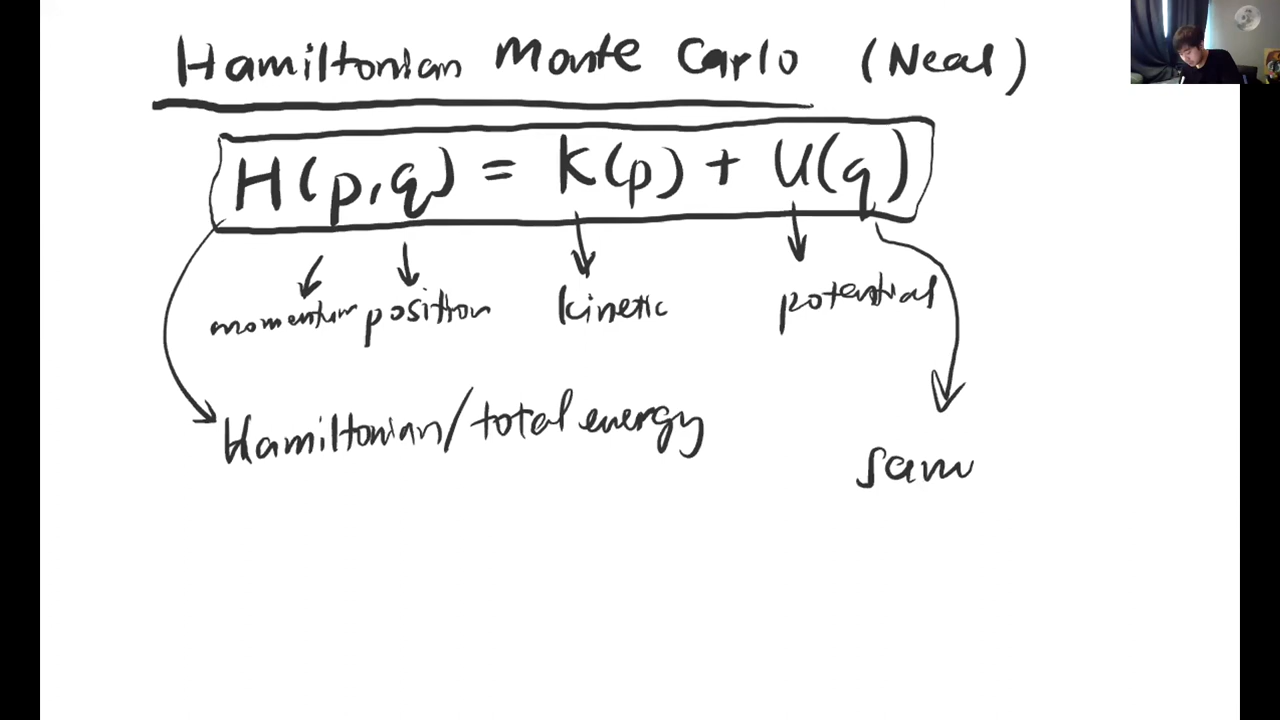 Hamiltonian Monte Carlo (Neal)
H(p,q) = K(p) + U(q)
momentum position kinetic potential
Hamiltonian/total energy
sam